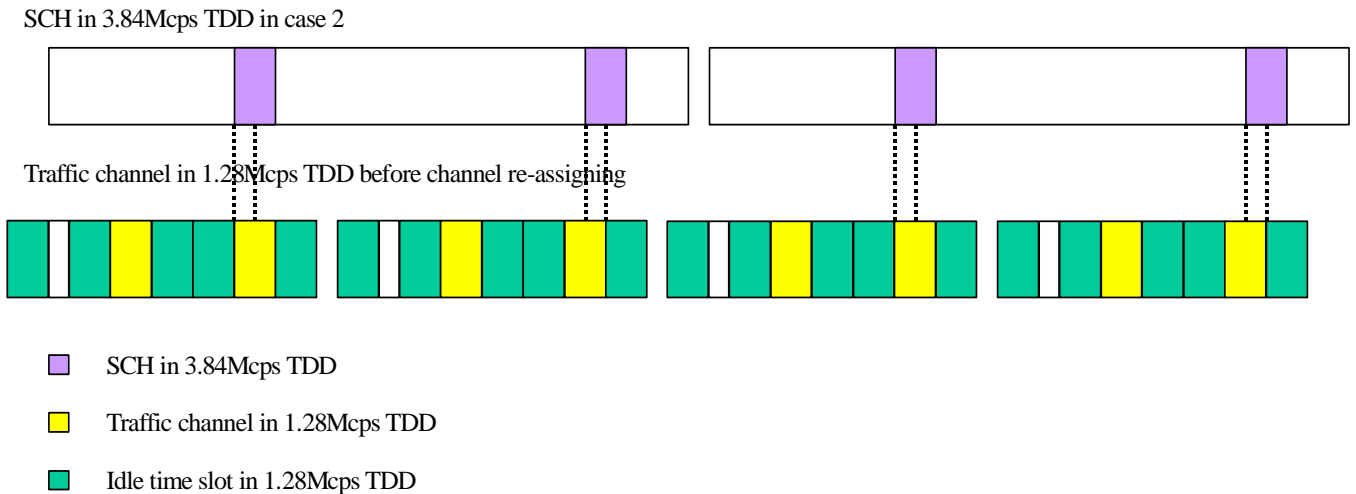 SCH in 3.84Mcps TDD in case 2
Traffic channel in 1.28Mcps TDD before channel re-assigning
SCH in 3.84Mcps TDD
Traffic channel in 1.28Mcps TDD
Idle time slot in 1.28Mcps TDD